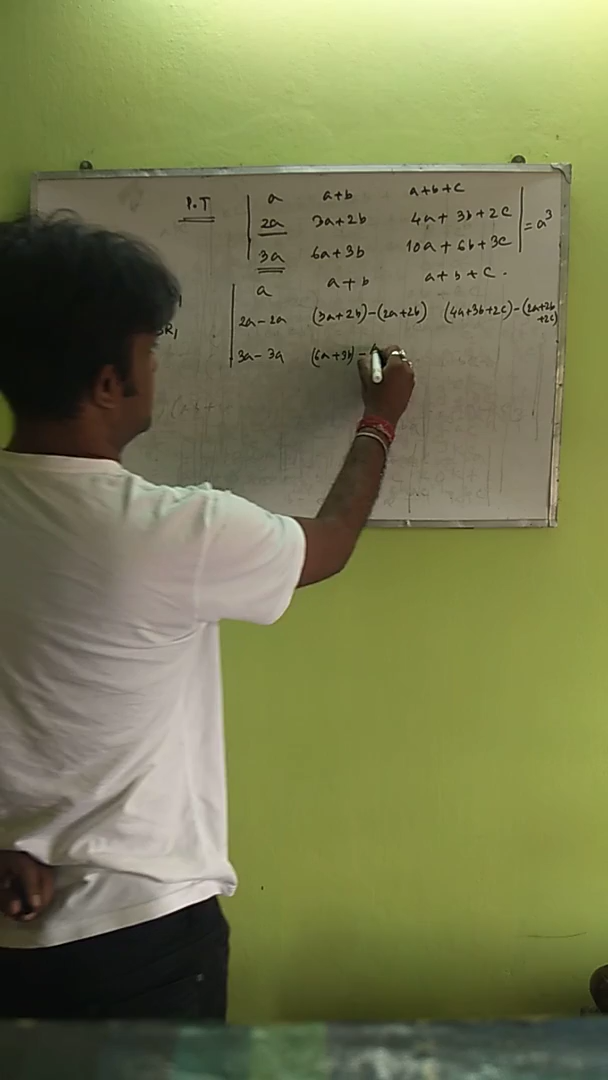 P.T | a a+b a+b+c |
| 2a 3a+2b 4a+3b+2c | = a³
| 3a 6a+3b 10a+6b+3c |
| a a+b a+b+c .
| 2a-2a (3a+2b)-(2a+2b) (4a+3b+2c)-(2a+2b
+2c)
R₁ | 3a-3a (6a+3b)-